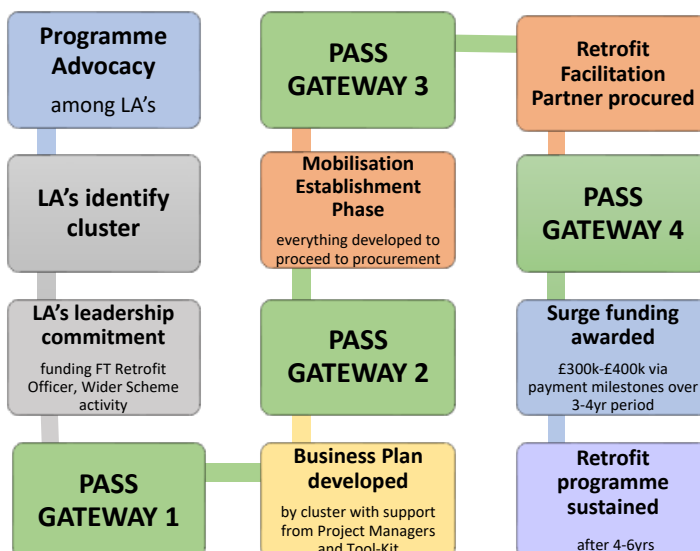 Programme
Advocacy
among LA's
LA's identify
cluster
LA's leadership
commitment
funding FT Retrofit
Officer, Wider Scheme
activity
PASS
GATEWAY 1
Business Plan
developed
by cluster with support
from Project Managers
and Tool-Kit
PASS
GATEWAY 2
Mobilisation
Establishment
Phase
everything developed to
proceed to procurement
PASS
GATEWAY 3
Retrofit
Facilitation
Partner procured
PASS
GATEWAY 4
Surge funding
awarded
£300k-£400k via
payment milestones over
3-4yr period
Retrofit
programme
sustained
after 4-6yrs